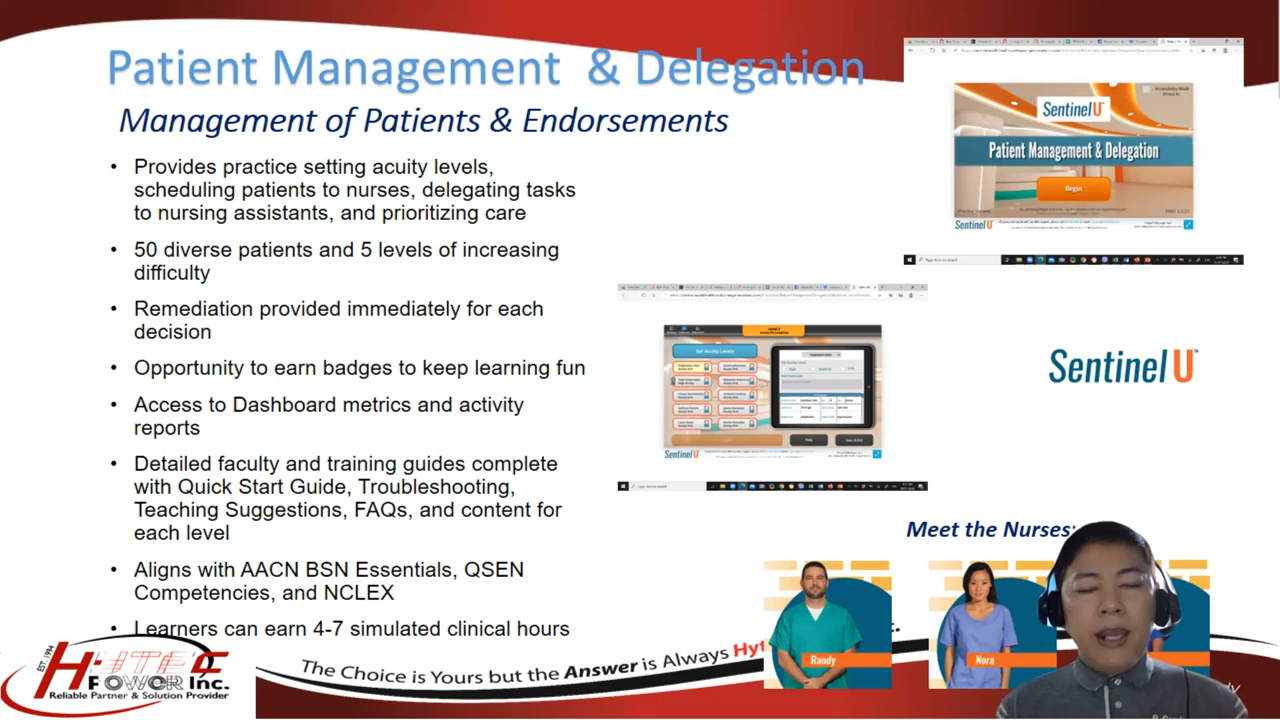 Patient Management & Delegation
Management of Patients & Endorsements
• Provides practice setting acuity levels,
scheduling patients to nurses, delegating tasks
to nursing assistants, and prioritizing care
• 50 diverse patients and 5 levels of increasing
difficulty
• Remediation provided immediately for each
decision
• Opportunity to earn badges to keep learning fun
• Access to Dashboard metrics and activity
reports
• Detailed faculty and training guides complete
with Quick Start Guide, Troubleshooting,
Teaching Suggestions, FAQs, and content for
each level
• Aligns with AACN BSN Essentials, QSEN
Competencies, and NCLEX
• Learners can earn 4-7 simulated clinical hours
SentinelU
Patient Management & Delegation
Begin
SentinelU
Set Acuity Levels
SentinelU
SentinelU™
Meet the Nurses:
Randy
Nora
EST. 1994
HYTEC
POWER Inc.
Reliable Partner & Solution Provider
The Choice is Yours but the Answer is Always Hyt